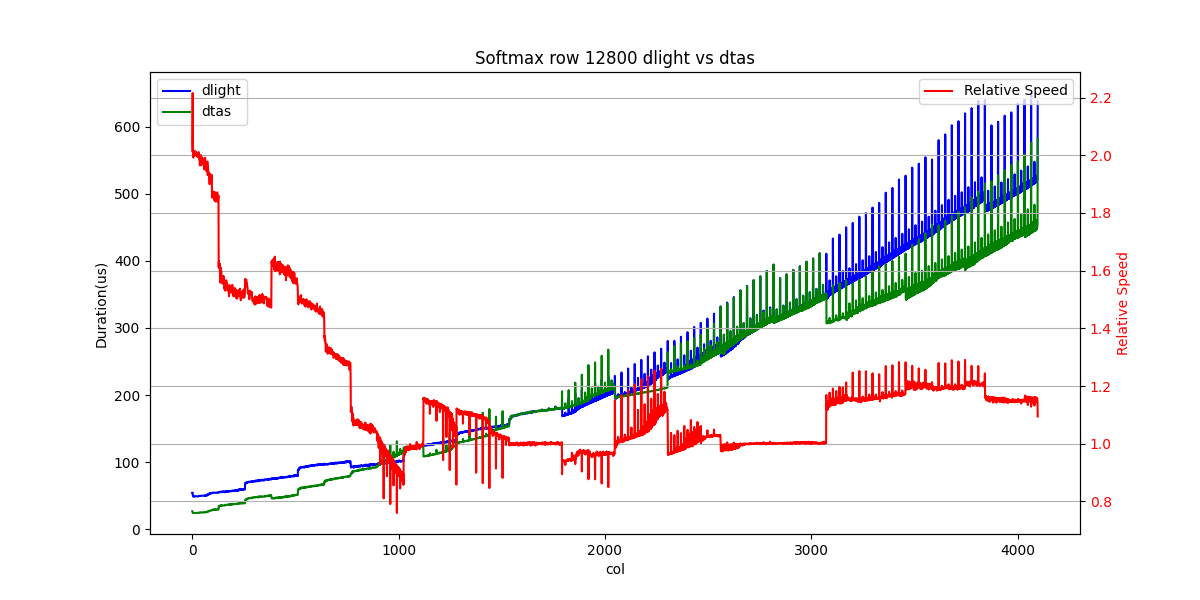 Softmax row 12800 dlight vs dtas
dlight
dtas
Relative Speed
Duration(us)
600
500
400
300
200
100
0
0
1000
2000
3000
4000
col
2.2
2.0
1.8
1.6
1.4
1.2
1.0
0.8
Relative Speed